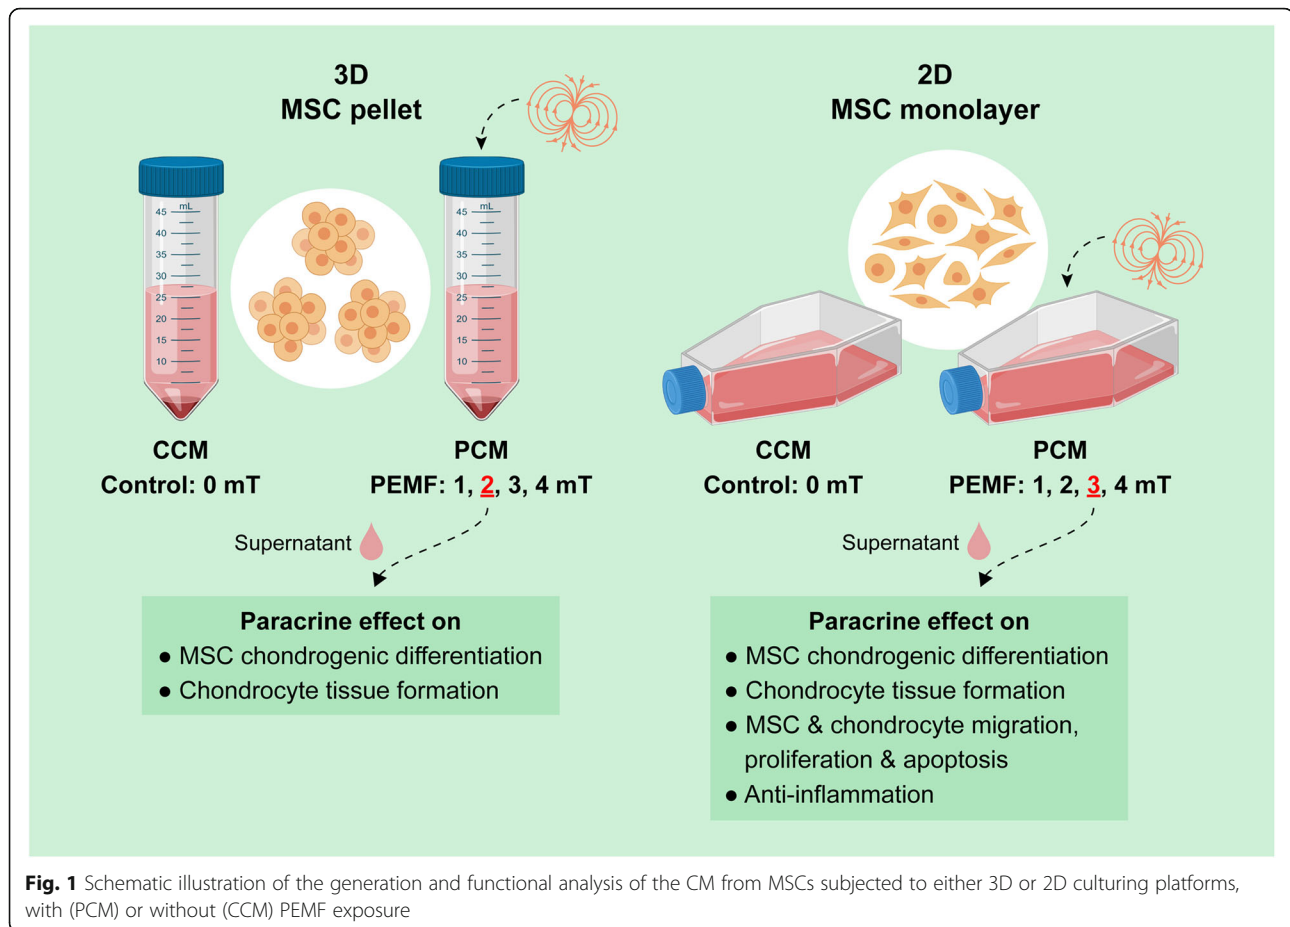 3D
MSC pellet
mL
45
40
35
30
25
20
15
10
mL
45
40
35
30
25
20
15
10
CCM
Control: 0 mT
PCM
PEMF: 1, 2, 3, 4 mT
Supernatant
Paracrine effect on
● MSC chondrogenic differentiation
● Chondrocyte tissue formation
2D
MSC monolayer
CCM
Control: 0 mT
PCM
PEMF: 1, 2, 3, 4 mT
Supernatant
Paracrine effect on
● MSC chondrogenic differentiation
● Chondrocyte tissue formation
● MSC & chondrocyte migration,
proliferation & apoptosis
● Anti-inflammation
Fig. 1 Schematic illustration of the generation and functional analysis of the CM from MSCs subjected to either 3D or 2D culturing platforms,
with (PCM) or without (CCM) PEMF exposure